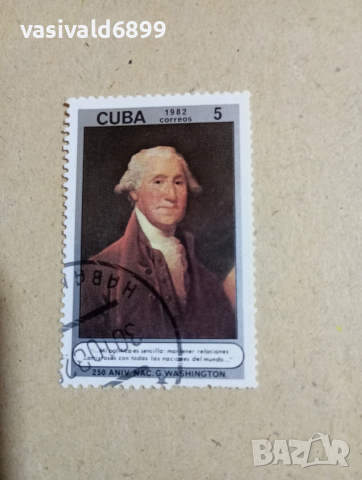 vasivald6899
CUBA 1982 correos 5
"Mi política es sencilla: mantener relaciones
amistosas con todas las naciones del mundo..."
250 ANIV. NAC. G. WASHINGTON
HABA
30
bazar